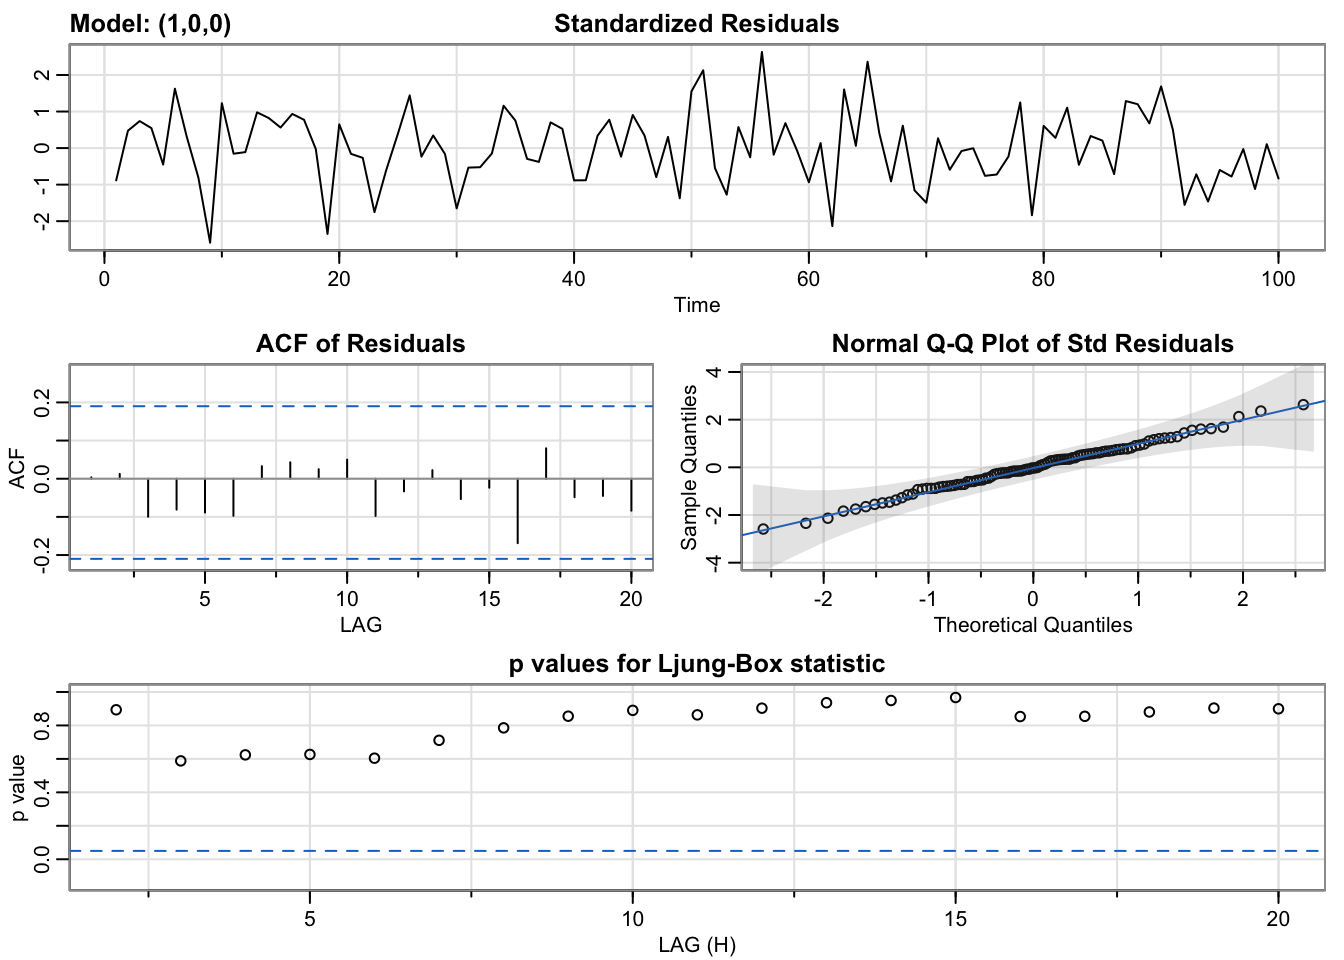 Model: (1,0,0) Standardized Residuals
2
1
0
-1
-2
0 20 40 60 80 100
Time
ACF of Residuals
ACF
0.2
0.0
-0.2
5 10 15 20
LAG
Normal Q-Q Plot of Std Residuals
Sample Quantiles
4
2
0
-2
-4
-2 -1 0 1 2
Theoretical Quantiles
p values for Ljung-Box statistic
p value
0.8
0.4
0.0
5 10 15 20
LAG (H)